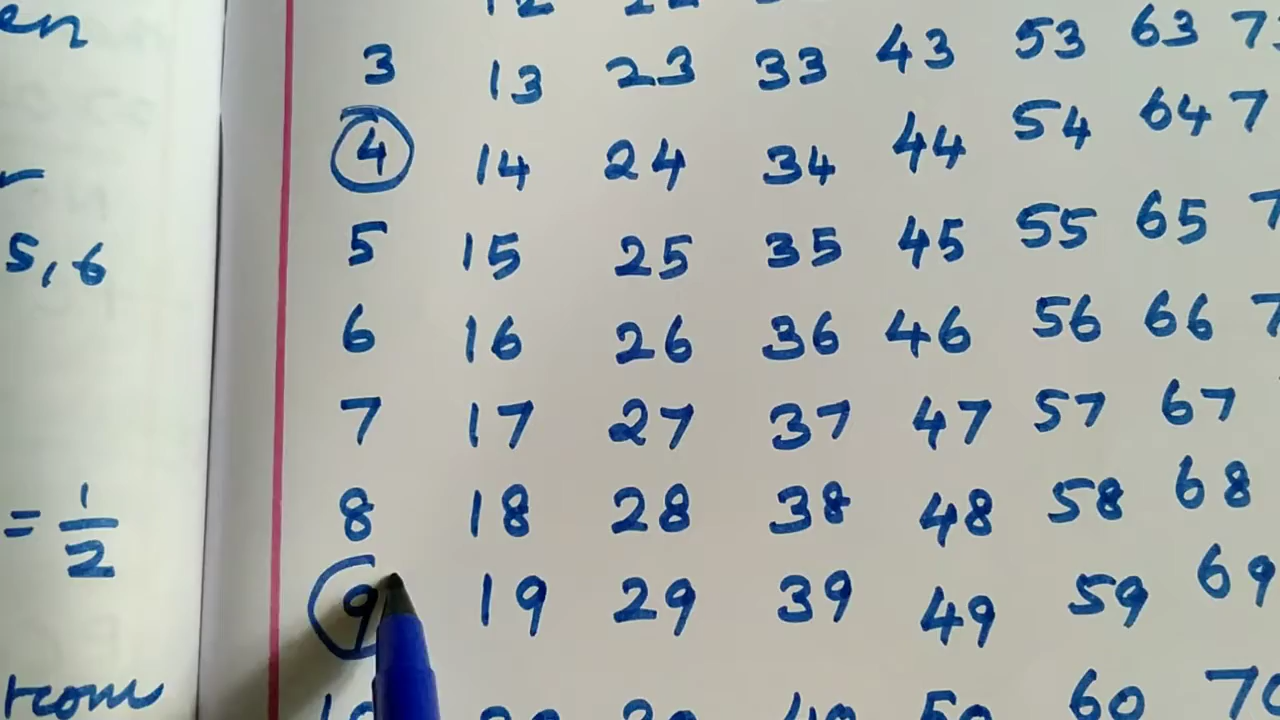 en
5, 6
= 1/2
3 13 23 33 43 53 63
4 14 24 34 44 54 64
5 15 25 35 45 55 65
6 16 26 36 46 56 66
7 17 27 37 47 57 67
8 18 28 38 48 58 68
9 19 29 39 49 59 69
60 70